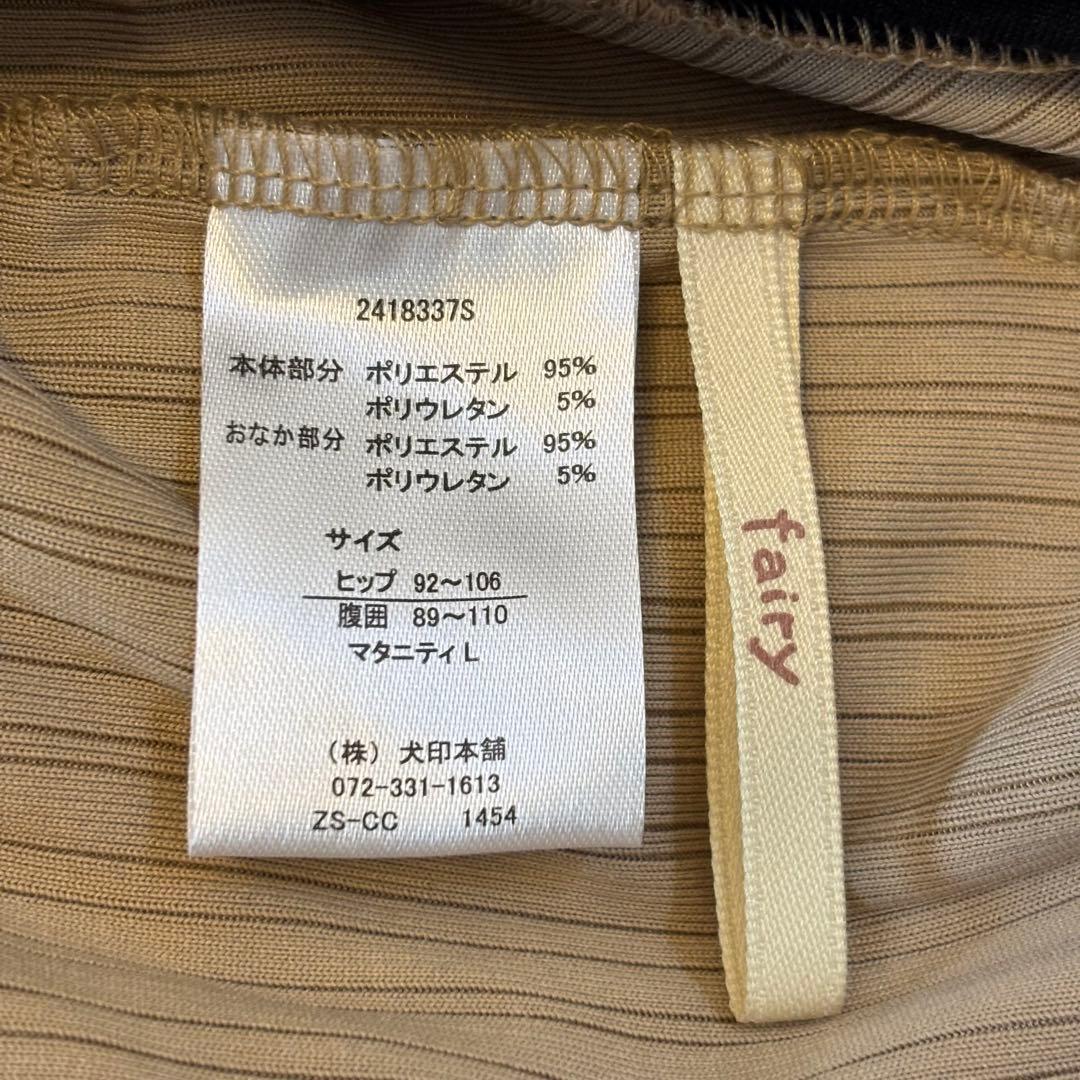 2418337S
本体部分 ポリエステル 95%
ポリウレタン 5%
おなか部分 ポリエステル 95%
ポリウレタン 5%
サイズ
ヒップ 92～106
腹囲 89～110
マタニティL
（株）犬印本舗
072-331-1613
ZS-CC 1454
fairy